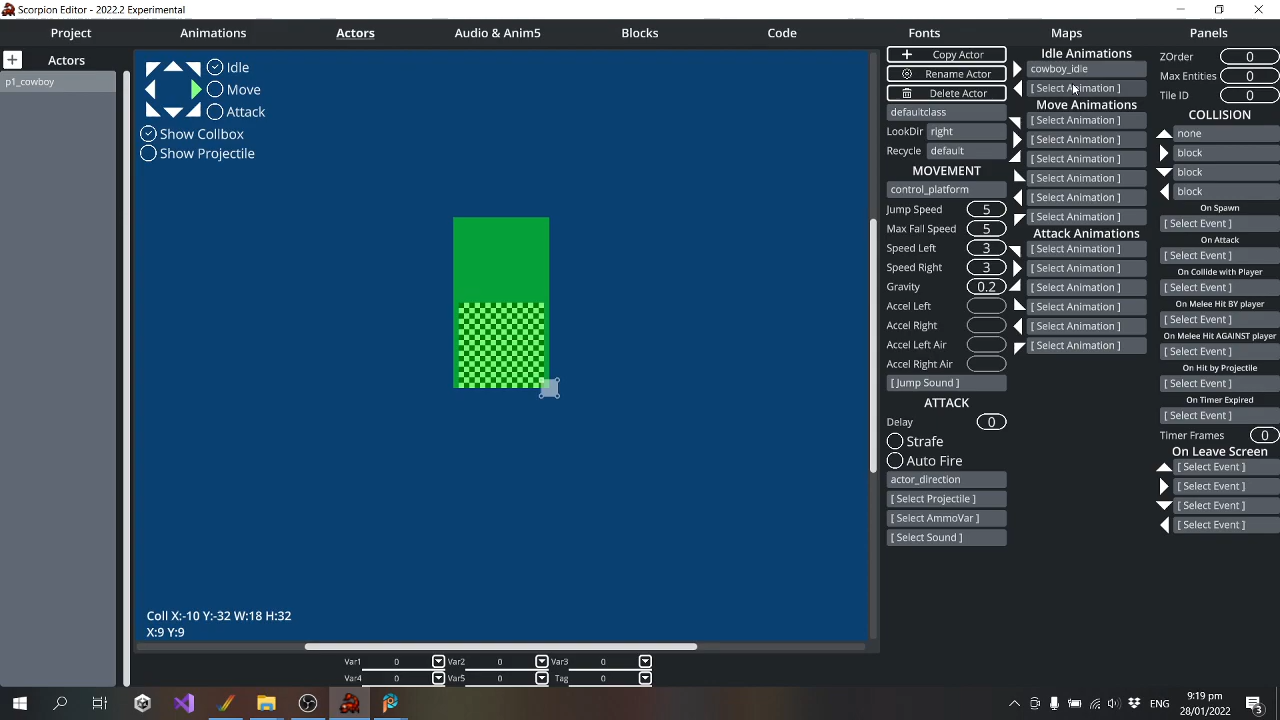 Scorpion Editor - 2022.2 Experimental
Project
Animations
Actors
Audio & Anim5
Blocks
Code
Fonts
Maps
Panels
Actors
p1_cowboy
Idle
Move
Attack
Show Collbox
Show Projectile
Coll X:-10 Y:-32 W:18 H:32
X:9 Y:9
Var1 0
Var2 0
Var3 0
Var4 0
Var5 0
Tag 0
Copy Actor
Rename Actor
Delete Actor
defaultclass
LookDir right
Recycle default
MOVEMENT
control_platform
Jump Speed 5
Max Fall Speed 5
Speed Left 3
Speed Right 3
Gravity 0.2
Accel Left
Accel Right
Accel Left Air
Accel Right Air
[ Jump Sound ]
ATTACK
Delay 0
Strafe
Auto Fire
actor_direction
[ Select Projectile ]
[ Select AmmoVar ]
[ Select Sound ]
Idle Animations
cowboy_idle
[ Select Animation ]
Move Animations
[ Select Animation ]
[ Select Animation ]
[ Select Animation ]
[ Select Animation ]
[ Select Animation ]
[ Select Animation ]
Attack Animations
[ Select Animation ]
[ Select Animation ]
[ Select Animation ]
[ Select Animation ]
[ Select Animation ]
[ Select Animation ]
ZOrder 0
Max Entities 0
Tile ID 0
COLLISION
none
block
block
block
On Spawn
[ Select Event ]
On Attack
[ Select Event ]
On Collide with Player
[ Select Event ]
On Melee Hit BY player
[ Select Event ]
On Melee Hit AGAINST player
[ Select Event ]
On Hit by Projectile
[ Select Event ]
On Timer Expired
[ Select Event ]
Timer Frames 0
On Leave Screen
[ Select Event ]
[ Select Event ]
[ Select Event ]
[ Select Event ]
ENG
9:19 pm
28/01/2022
3